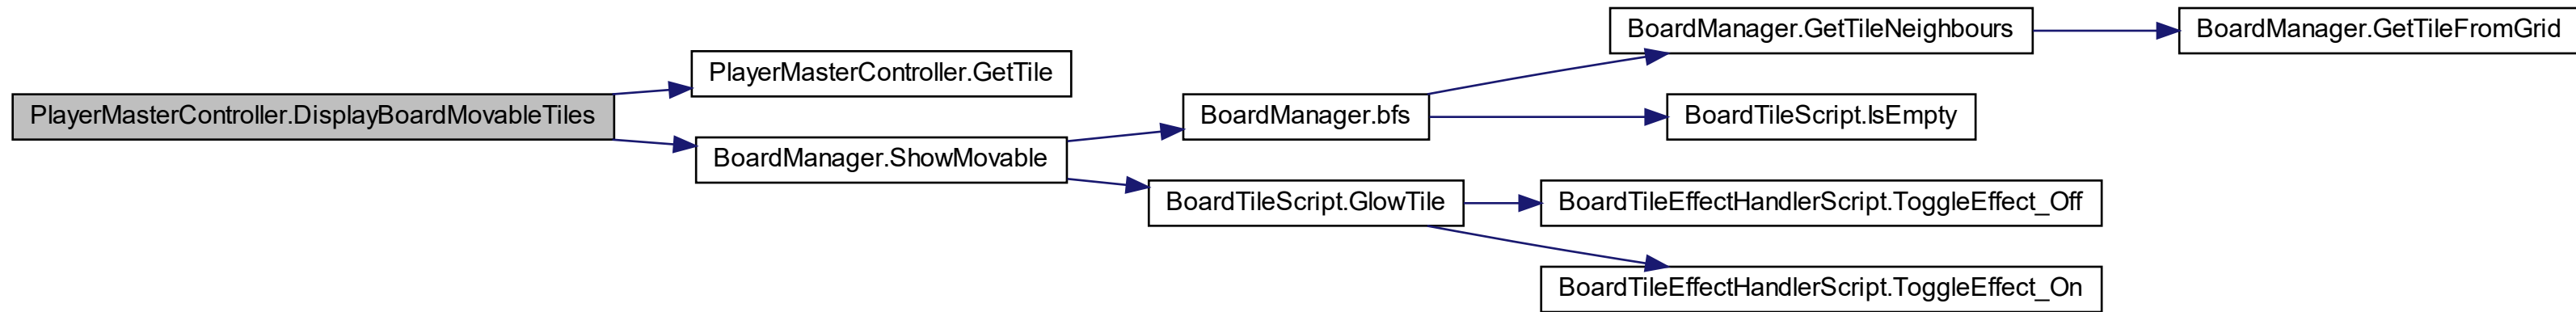 PlayerMasterController.DisplayBoardMovableTiles
PlayerMasterController.GetTile
BoardManager.ShowMovable
BoardManager.bfs
BoardTileScript.GlowTile
BoardManager.GetTileNeighbours
BoardTileScript.IsEmpty
BoardTileEffectHandlerScript.ToggleEffect_Off
BoardTileEffectHandlerScript.ToggleEffect_On
BoardManager.GetTileFromGrid